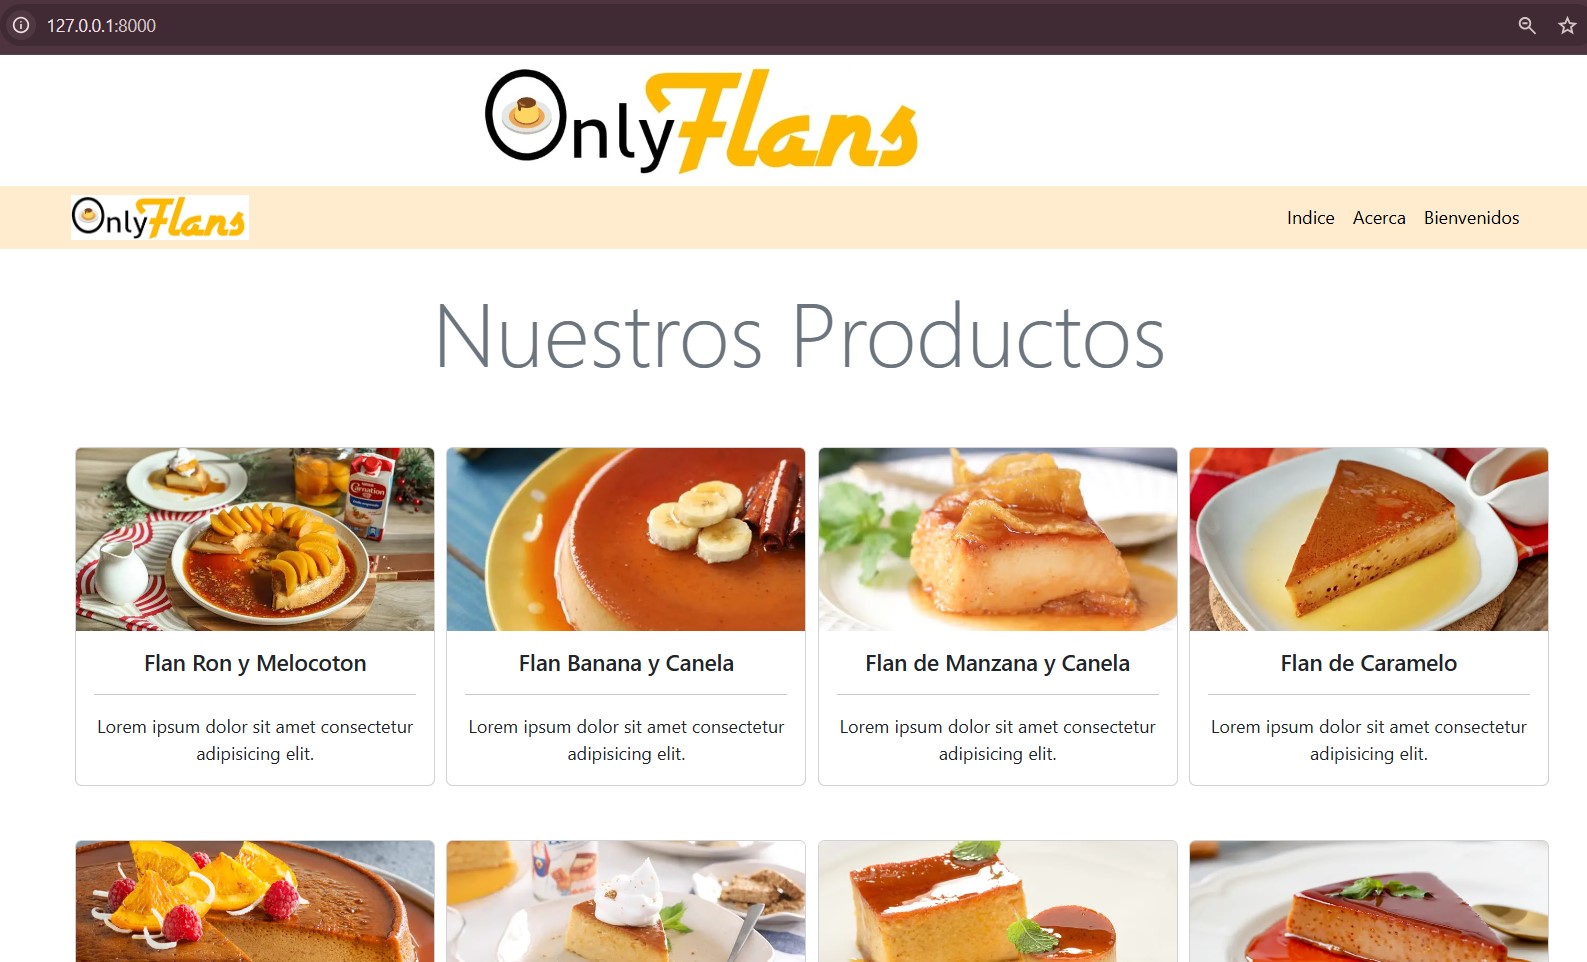 127.0.0.1:8000
OnlyFlans
OnlyFlans
Indice Acerca Bienvenidos
Nuestros Productos
Carnation
Flan Ron y Melocoton
Lorem ipsum dolor sit amet consectetur
adipisicing elit.
Flan Banana y Canela
Lorem ipsum dolor sit amet consectetur
adipisicing elit.
Flan de Manzana y Canela
Lorem ipsum dolor sit amet consectetur
adipisicing elit.
Flan de Caramelo
Lorem ipsum dolor sit amet consectetur
adipisicing elit.